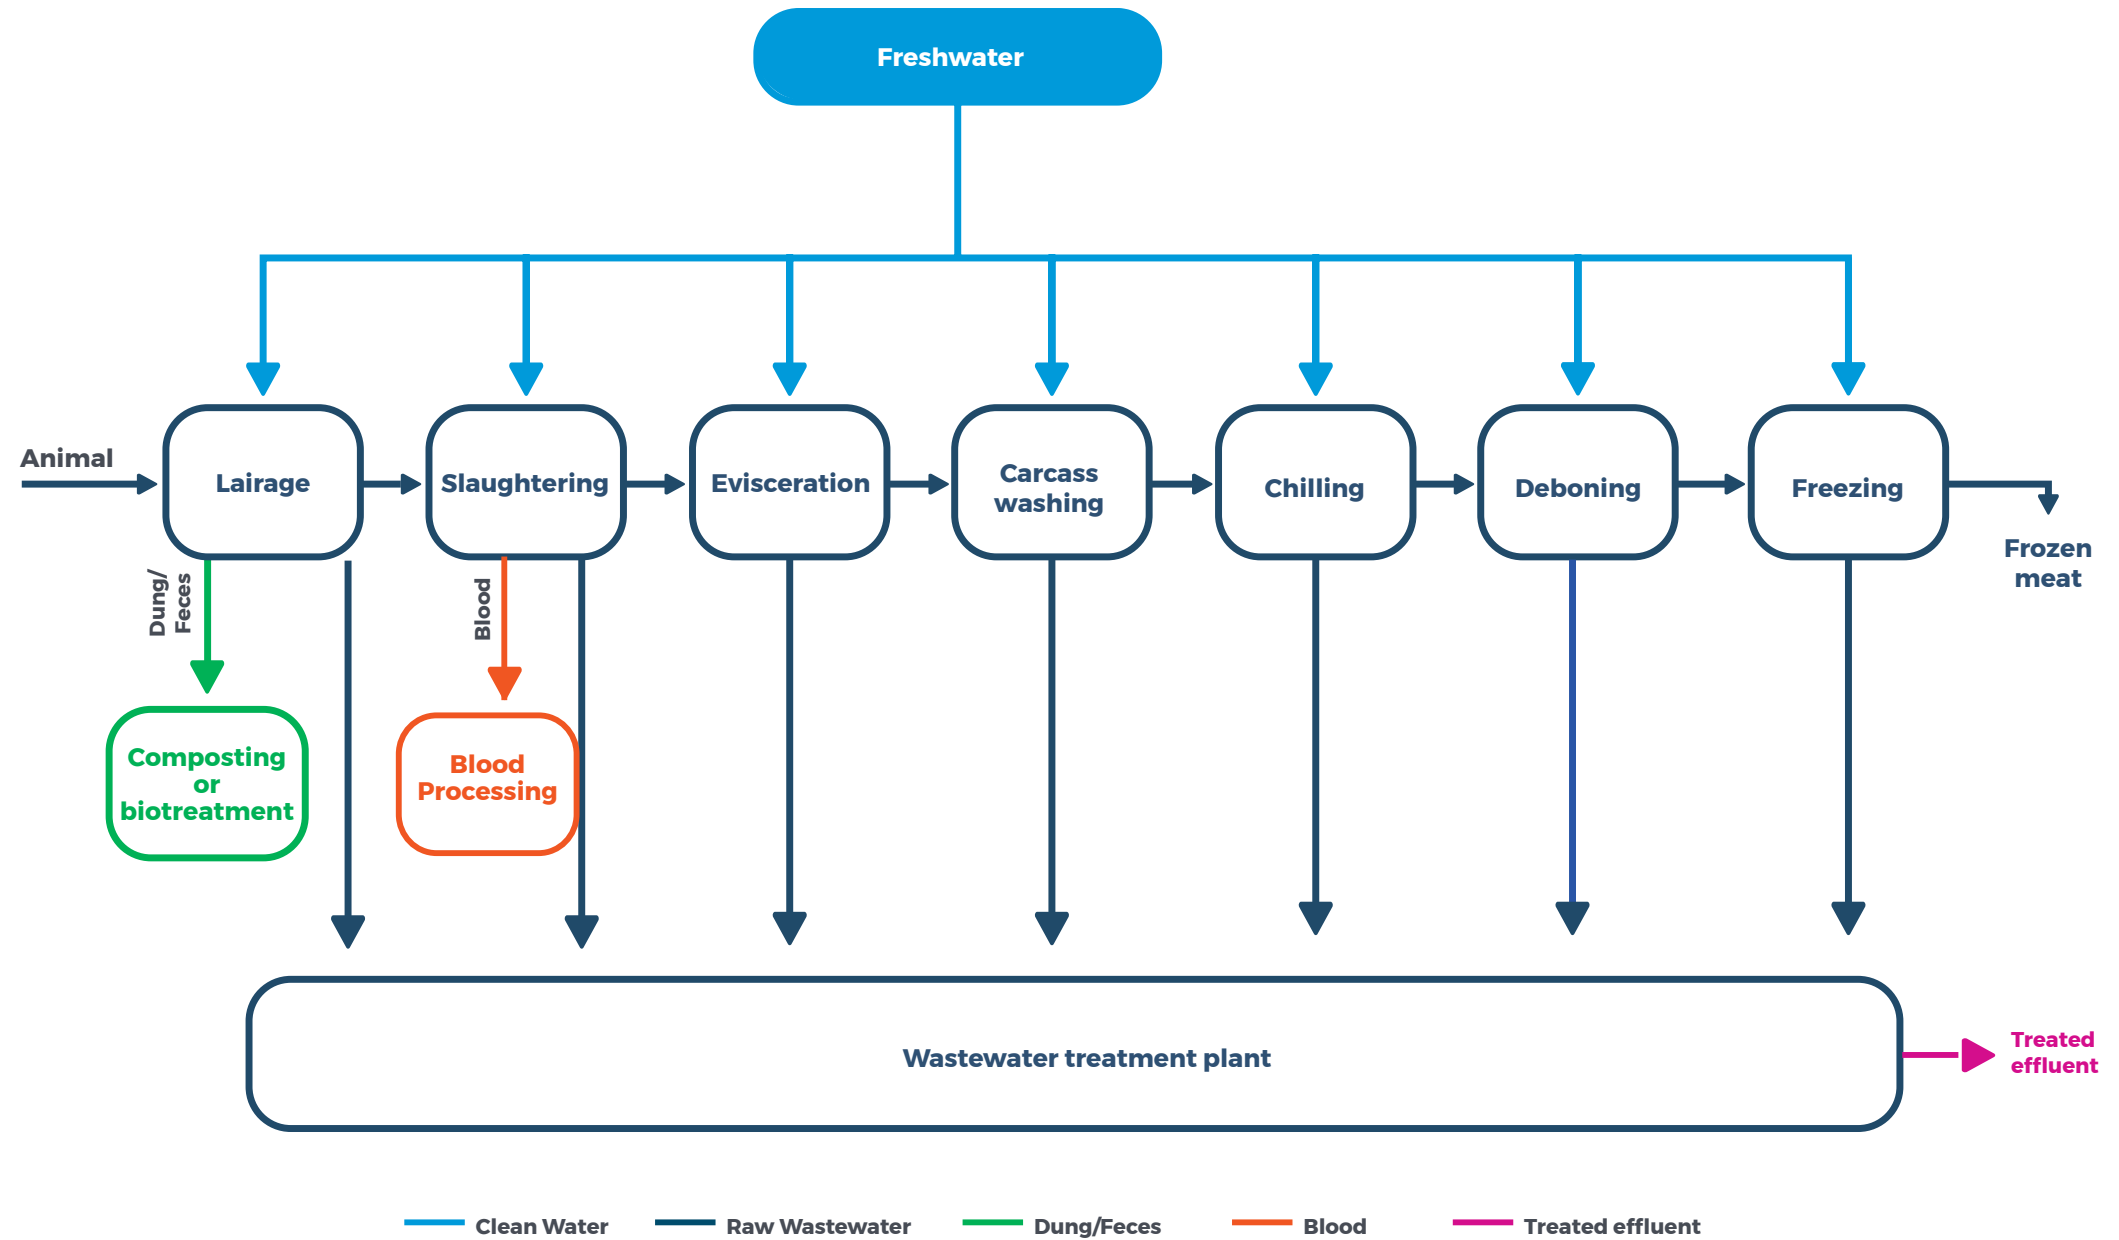 Freshwater
Animal
Lairage
Slaughtering
Evisceration
Carcass
washing
Chilling
Deboning
Freezing
Frozen
meat
Dung/
Feces
Blood
Composting
or
biotreatment
Blood
Processing
Wastewater treatment plant
Treated
effluent
Clean Water
Raw Wastewater
Dung/Feces
Blood
Treated effluent